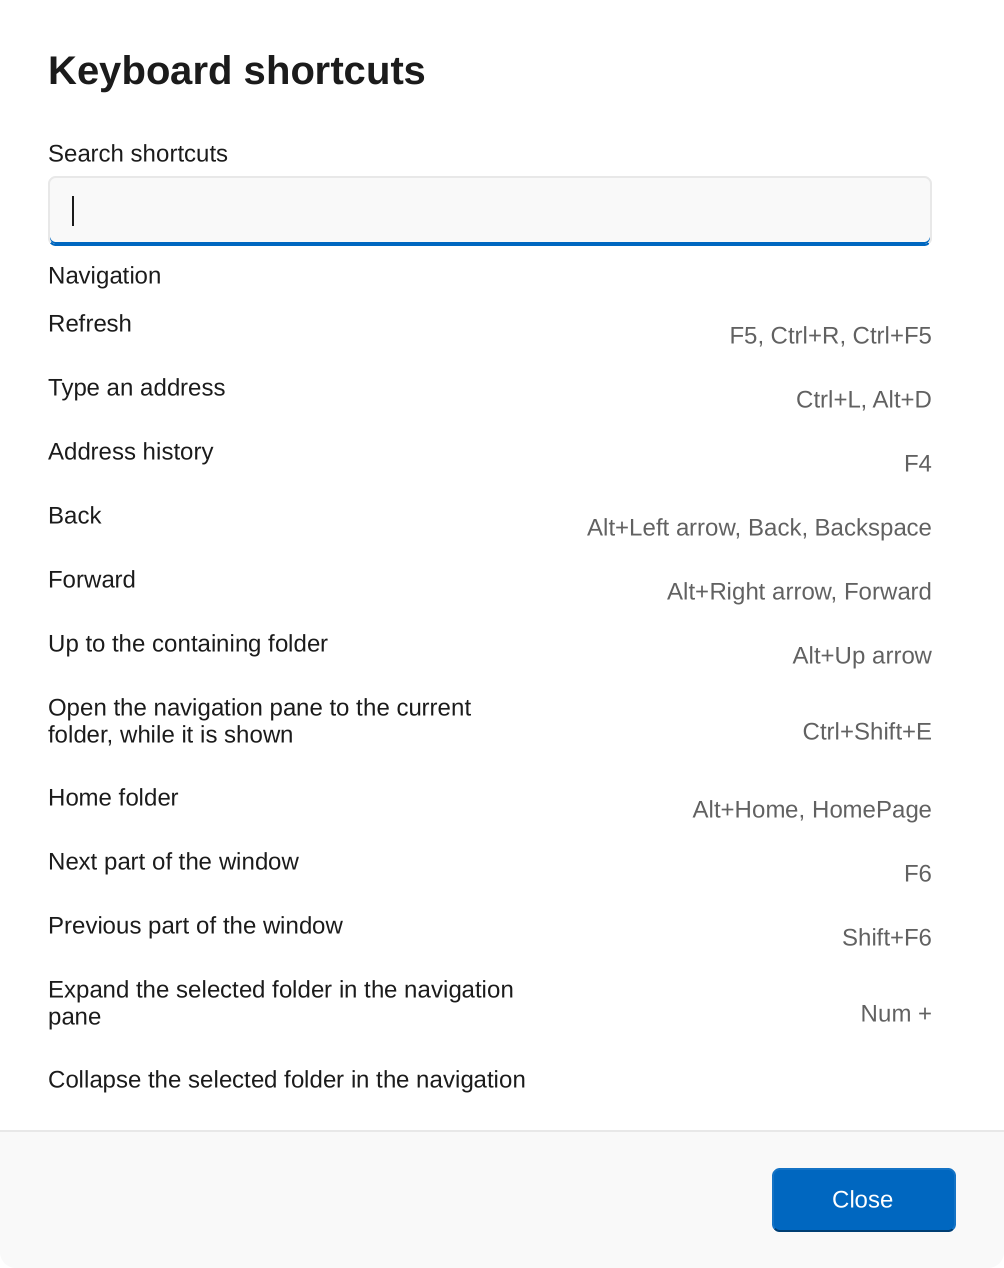 Keyboard shortcuts
Search shortcuts
Navigation
Refresh
F5, Ctrl+R, Ctrl+F5
Type an address
Ctrl+L, Alt+D
Address history
F4
Back
Alt+Left arrow, Back, Backspace
Forward
Alt+Right arrow, Forward
Up to the containing folder
Alt+Up arrow
Open the navigation pane to the current
folder, while it is shown
Ctrl+Shift+E
Home folder
Alt+Home, HomePage
Next part of the window
F6
Previous part of the window
Shift+F6
Expand the selected folder in the navigation
pane
Num +
Collapse the selected folder in the navigation
Close